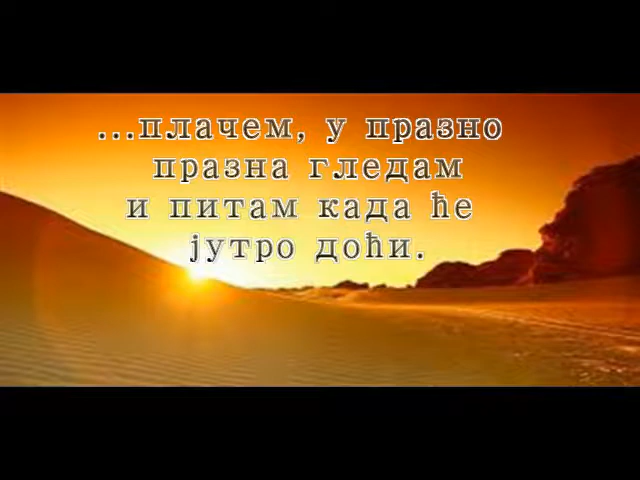 ...плачем, у празно
празна гледам
и питам када ће
јутро доћи.